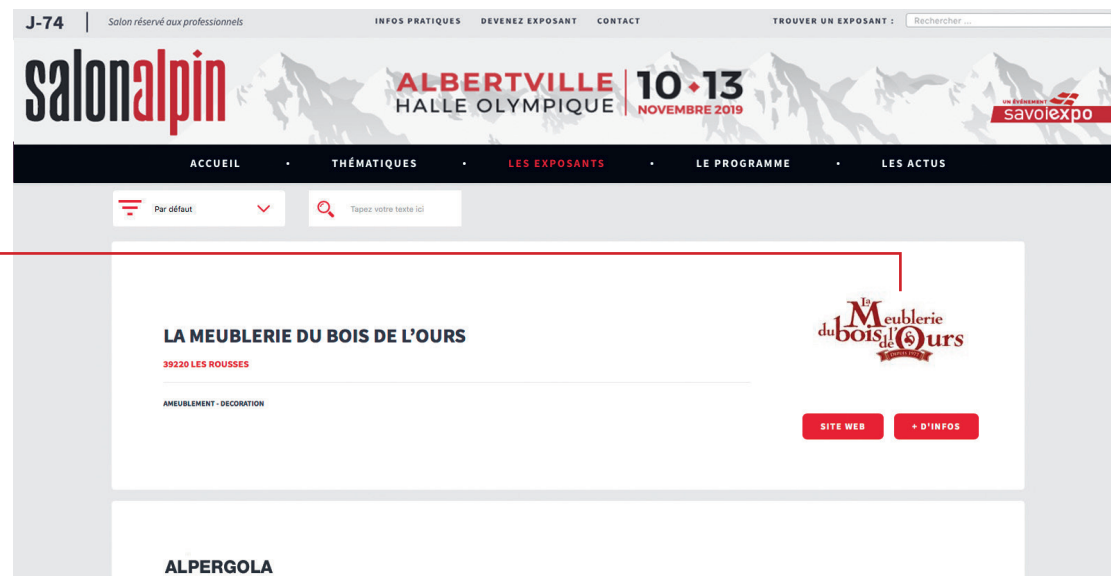 J-74
Salon réservé aux professionnels
INFOS PRATIQUES DEVENEZ EXPOSANT CONTACT
TROUVER UN EXPOSANT :
Rechercher ...
salonalpin
ALBERTVILLE
HALLE OLYMPIQUE
10 ♦ 13
NOVEMBRE 2019
UN ÉVÉNEMENT
savoiexpo
ACCUEIL • THÉMATIQUES • LES EXPOSANTS • LE PROGRAMME • LES ACTUS
Par défaut
Tapez votre texte ici
LA MEUBLERIE DU BOIS DE L'OURS
39220 LES ROUSSES
AMEUBLEMENT - DECORATION
La
Meublerie
du bois de l'Ours
SITE WEB
+ D'INFOS
ALPERGOLA